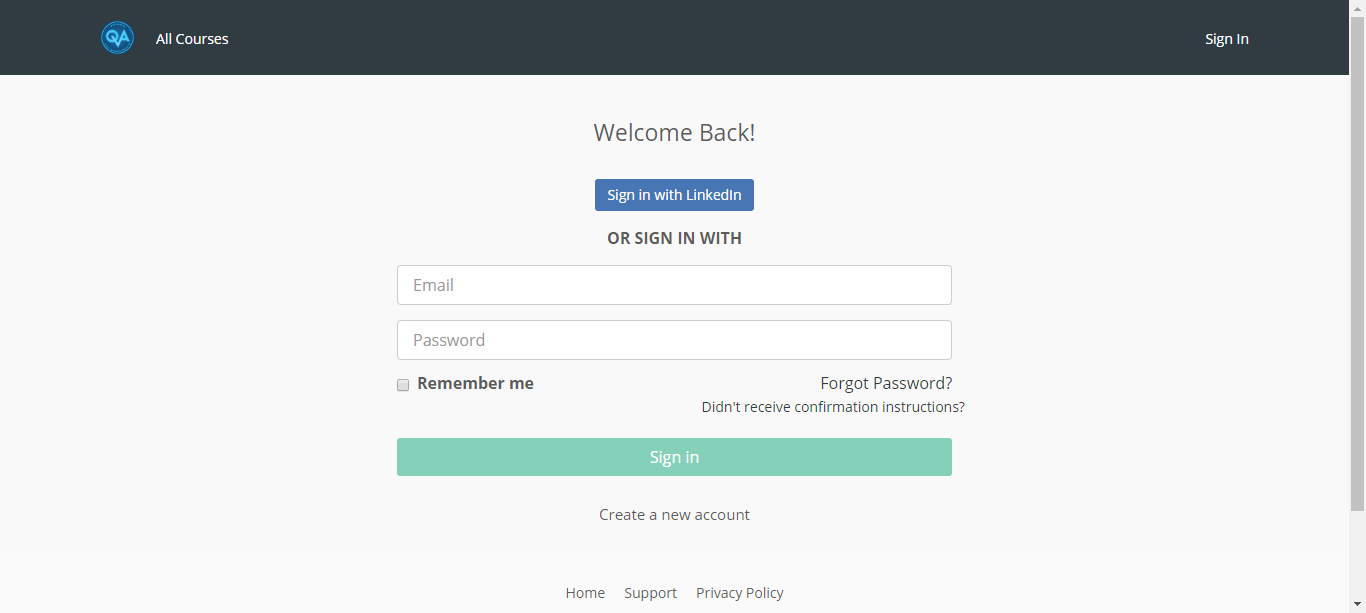 QA
All Courses
Sign In
Welcome Back!
Sign in with LinkedIn
OR SIGN IN WITH
Email
Password
Remember me
Forgot Password?
Didn't receive confirmation instructions?
Sign in
Create a new account
Home Support Privacy Policy